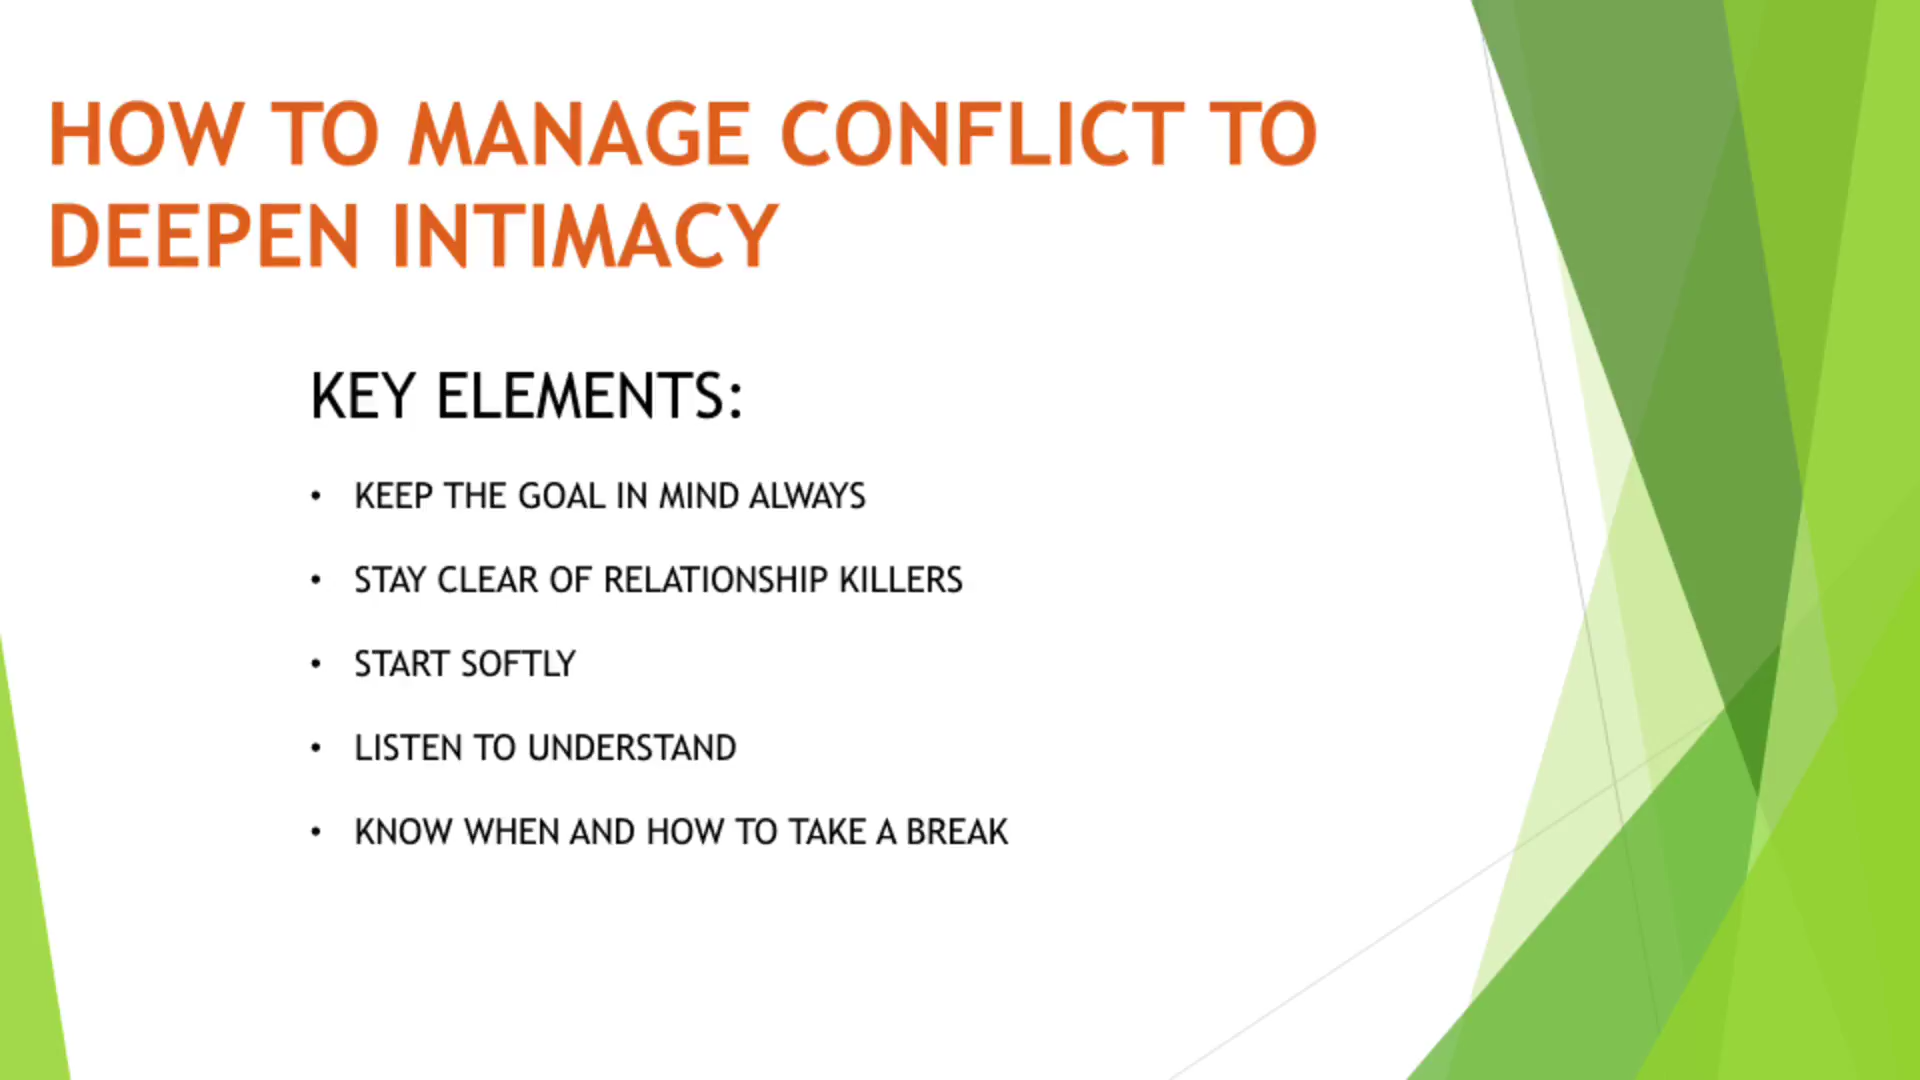 HOW TO MANAGE CONFLICT TO
DEEPEN INTIMACY
KEY ELEMENTS:
• KEEP THE GOAL IN MIND ALWAYS
• STAY CLEAR OF RELATIONSHIP KILLERS
• START SOFTLY
• LISTEN TO UNDERSTAND
• KNOW WHEN AND HOW TO TAKE A BREAK